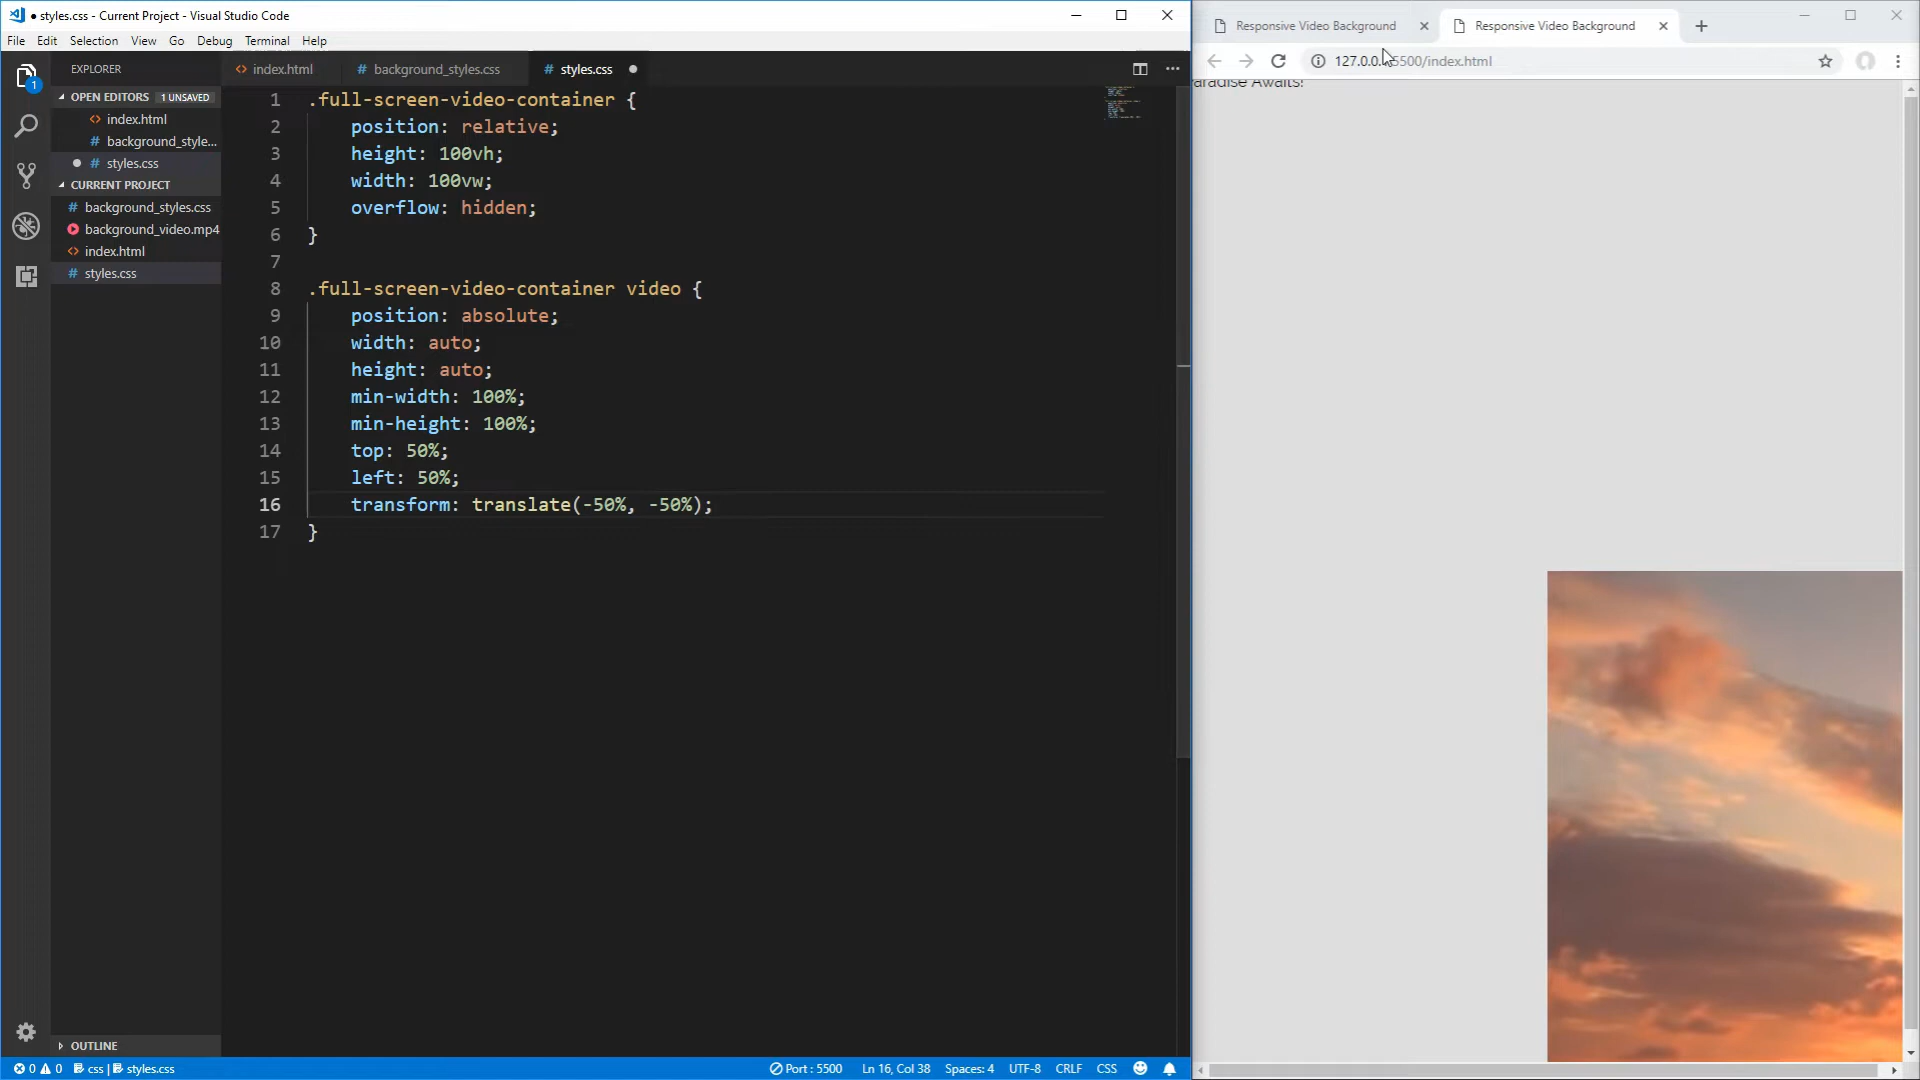 ● styles.css - Current Project - Visual Studio Code
File Edit Selection View Go Debug Terminal Help
EXPLORER
OPEN EDITORS 1 UNSAVED
index.html
background_style...
styles.css
CURRENT PROJECT
background_styles.css
background_video.mp4
index.html
styles.css
OUTLINE
1
index.html background_styles.css styles.css
1 .full-screen-video-container {
2 position: relative;
3 height: 100vh;
4 width: 100vw;
5 overflow: hidden;
6 }
7
8 .full-screen-video-container video {
9 position: absolute;
10 width: auto;
11 height: auto;
12 min-width: 100%;
13 min-height: 100%;
14 top: 50%;
15 left: 50%;
16 transform: translate(-50%, -50%);
17 }
0 0 css | styles.css Port : 5500 Ln 16, Col 38 Spaces: 4 UTF-8 CRLF CSS
Responsive Video Background Responsive Video Background
127.0.0. 5500/index.html
aradise Awaits!